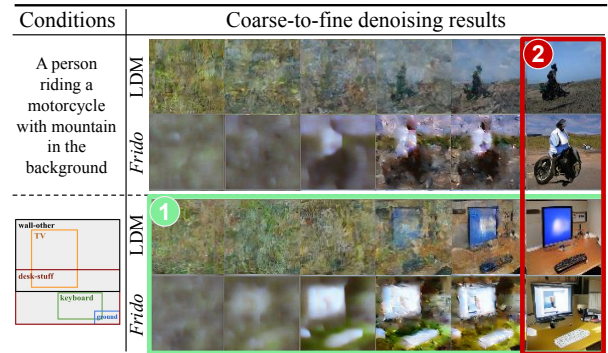 Conditions
Coarse-to-fine denoising results
A person
riding a
motorcycle
with mountain
in the
background
LDM
Frido
2
1
wall-other
TV
desk-stuff
keyboard
ground
LDM
Frido